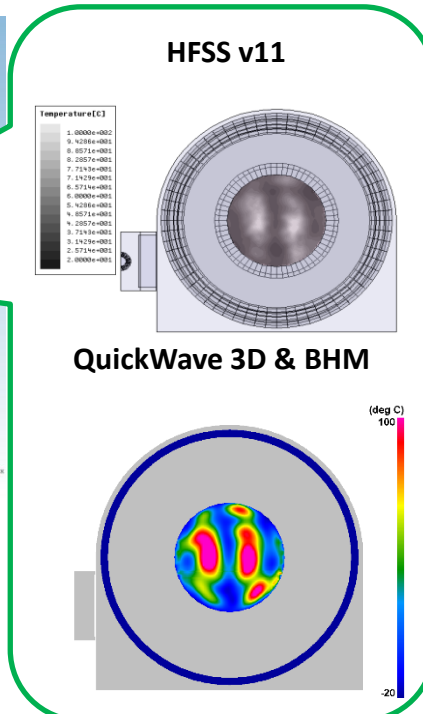 HFSS v11
Temperature[C]
1.0000e+002
9.4286e+001
8.8571e+001
8.2857e+001
7.7143e+001
7.1429e+001
6.5714e+001
6.0000e+001
5.4286e+001
4.8571e+001
4.2857e+001
3.7143e+001
3.1429e+001
2.5714e+001
2.0000e+001
QuickWave 3D & BHM
(deg C)
100
-20